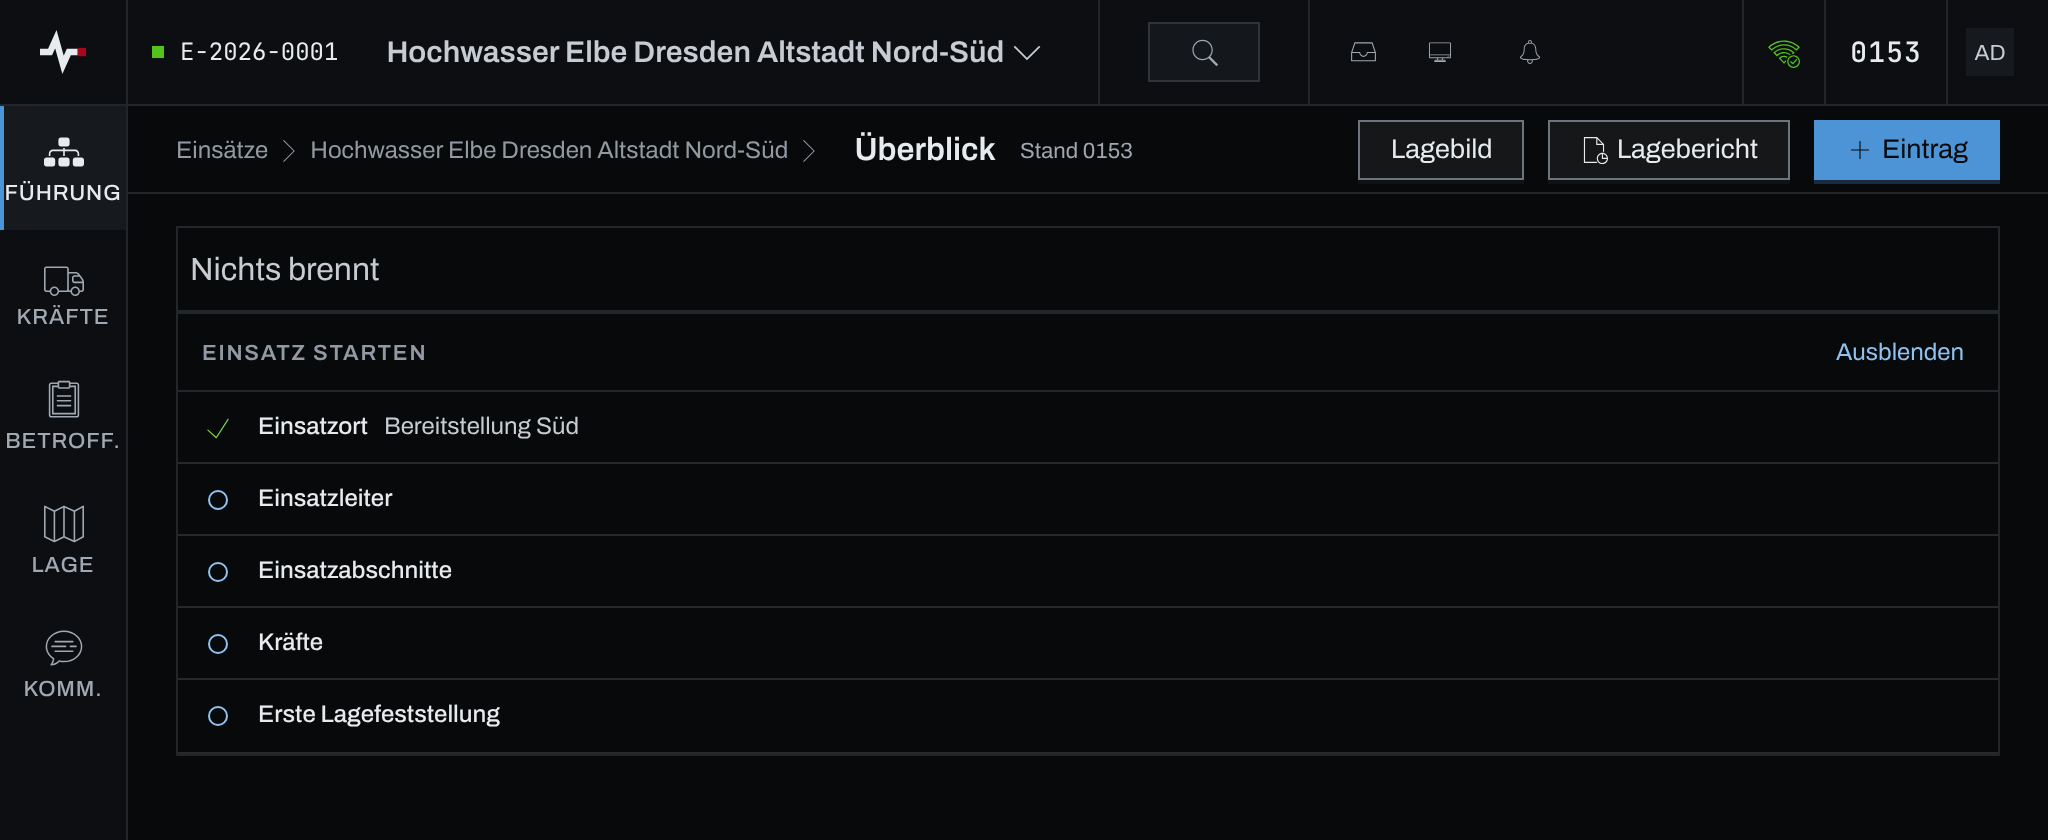 E-2026-0001 Hochwasser Elbe Dresden Altstadt Nord-Süd 0153 AD
Einsätze Hochwasser Elbe Dresden Altstadt Nord-Süd Überblick Stand 0153 Lagebild Lagebericht + Eintrag
FÜHRUNG
KRÄFTE
BETROFF.
LAGE
KOMM.
Nichts brennt
EINSATZ STARTEN Ausblenden
Einsatzort Bereitstellung Süd
Einsatzleiter
Einsatzabschnitte
Kräfte
Erste Lagefeststellung